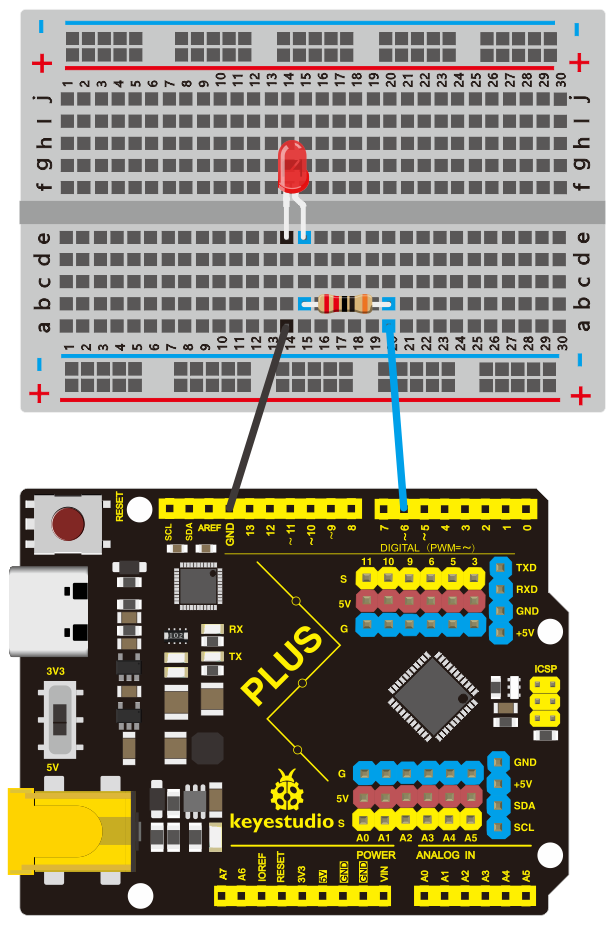 - -
+ +
1 2 3 4 5 6 7 8 9 10 11 12 13 14 15 16 17 18 19 20 21 22 23 24 25 26 27 28 29 30
j j
i i
h h
g g
f f
e e
d d
c c
b b
a a
1 2 3 4 5 6 7 8 9 10 11 12 13 14 15 16 17 18 19 20 21 22 23 24 25 26 27 28 29 30
- -
+ +
RESET
SCL SDA AREF GND 13 12 ~11 ~10 ~9 8 7 ~6 ~5 4 3 2 1 0
DIGITAL (PWM=~)
11 10 9 6 5 3
S
5V
G
TXD
RXD
GND
+5V
102
RX
TX
PLUS
3V3
5V
ICSP
G
5V
S
A0 A1 A2 A3 A4 A5
GND
+5V
SDA
SCL
keyestudio
POWER ANALOG IN
A7 A6 IOREF RESET 3V3 5V GND GND VIN A0 A1 A2 A3 A4 A5